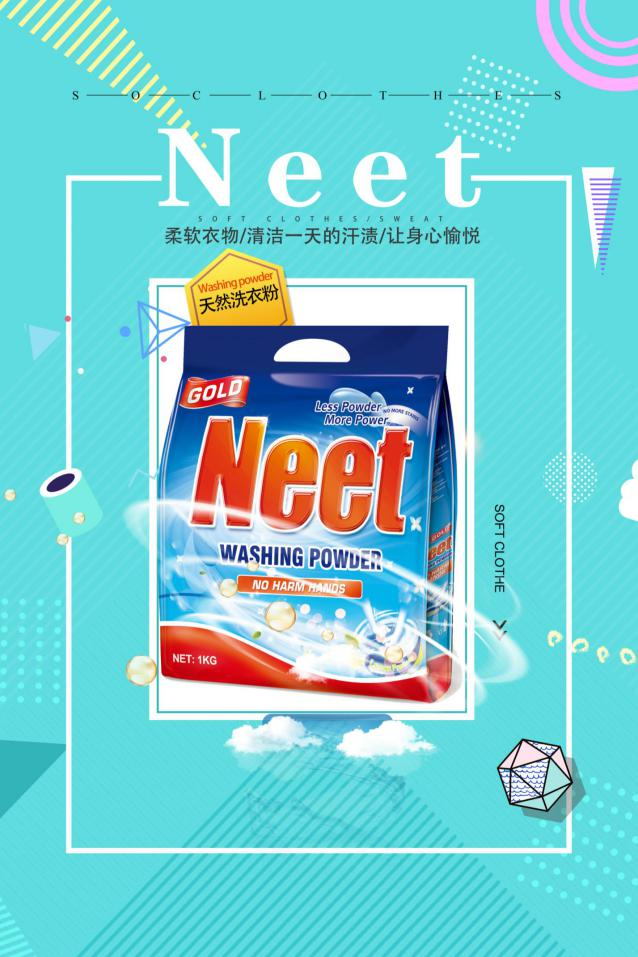 S O C L O T H E S
Neet
SOFT CLOTHES/SWEAT
柔软衣物/清洁一天的汗渍/让身心愉悦
Washing powder
天然洗衣粉
GOLD
Less Powder
More Power
NO MORE STAINS
Neet
WASHING POWDER
NO HARM HANDS
NET: 1KG
SOFT CLOTHE